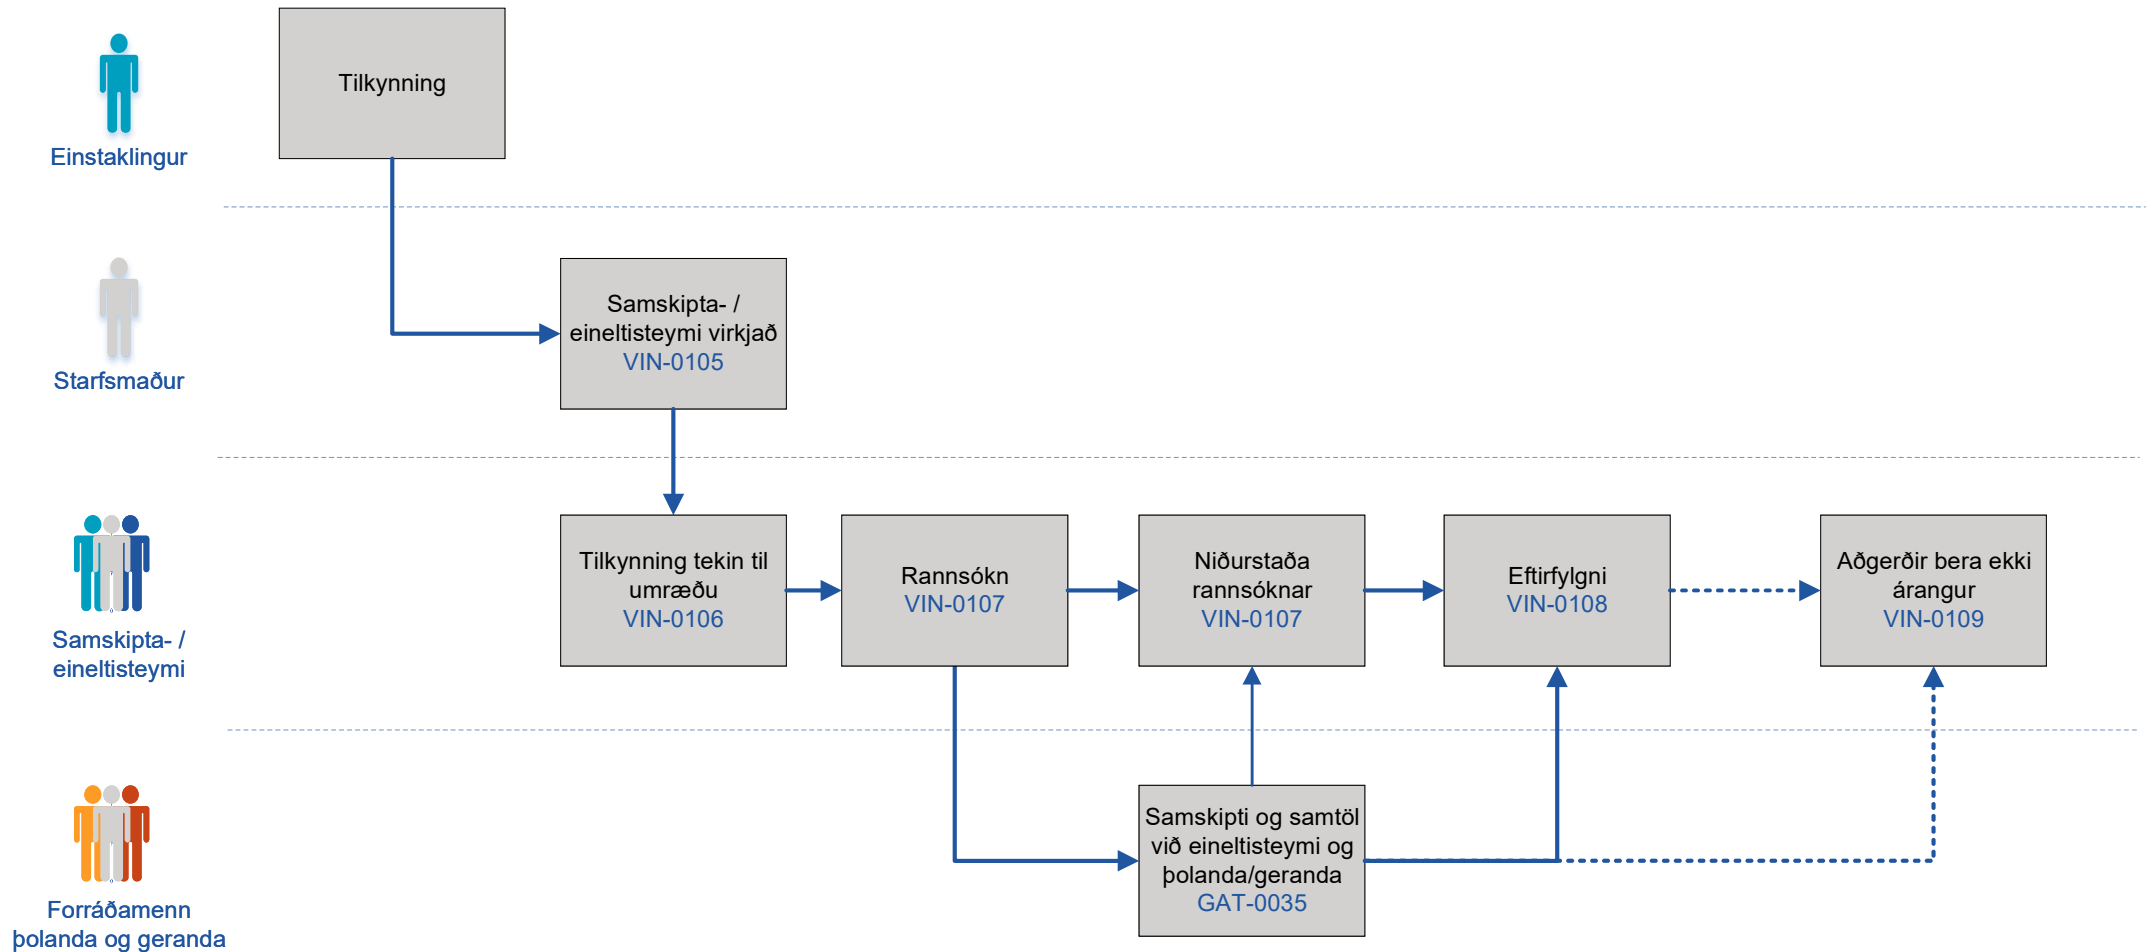 Tilkynning
Einstaklingur
Samskipta- /
eineltisteymi virkjað
VIN-0105
Starfsmaður
Tilkynning tekin til
umræðu
VIN-0106
Rannsókn
VIN-0107
Niðurstaða
rannsóknar
VIN-0107
Eftirfylgni
VIN-0108
Aðgerðir bera ekki
árangur
VIN-0109
Samskipta- /
eineltisteymi
Samskipti og samtöl
við eineltisteymi og
þolanda/geranda
GAT-0035
Forráðamenn
þolanda og geranda